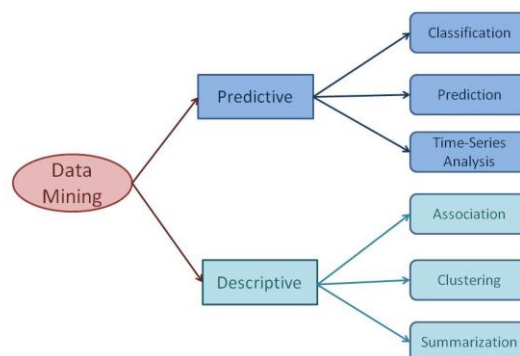 Classification
Predictive
Prediction
Time-Series
Analysis
Data
Mining
Association
Descriptive
Clustering
Summarization